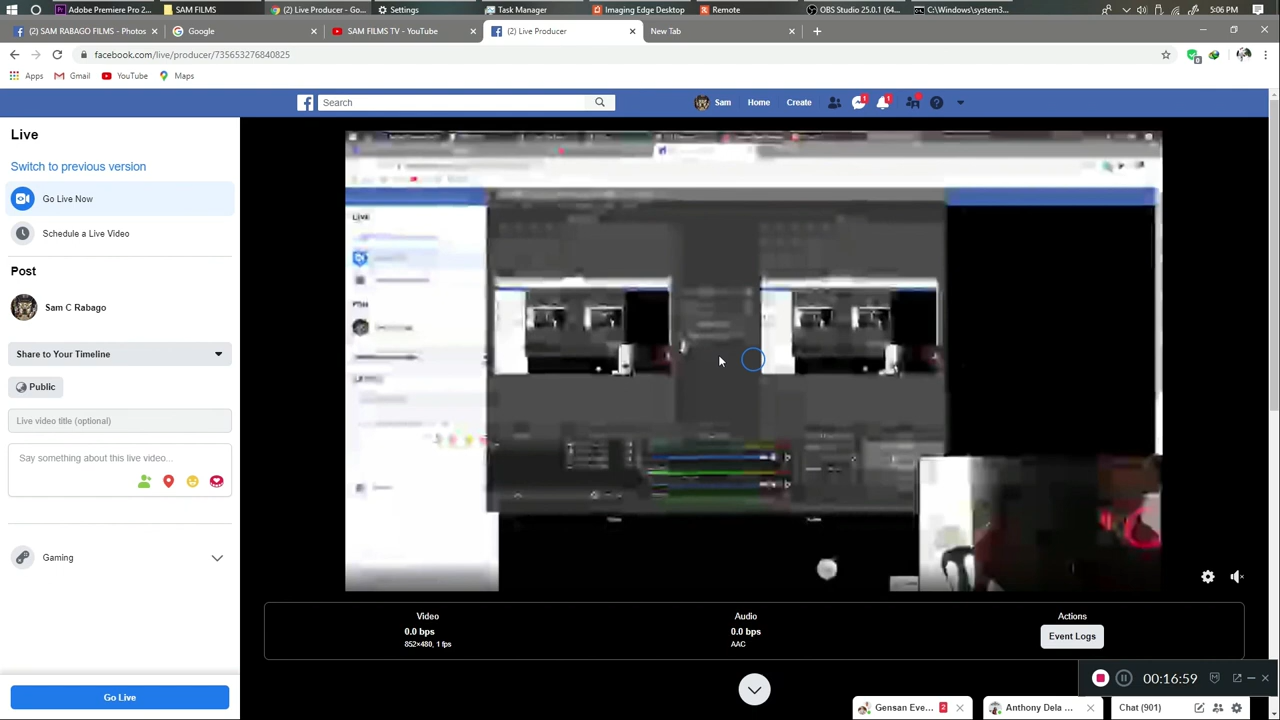 Adobe Premiere Pro 2...
SAM FILMS
(2) Live Producer - Go...
Settings
Task Manager
Imaging Edge Desktop
Remote
OBS Studio 25.0.1 (64...
C:\Windows\system3...
5:06 PM
(2) SAM RABAGO FILMS - Photos
Google
SAM FILMS TV - YouTube
(2) Live Producer
New Tab
facebook.com/live/producer/735653276840825
Apps
Gmail
YouTube
Maps
Search
Sam
Home
Create
1
1
Live
Switch to previous version
Go Live Now
Schedule a Live Video
Post
Sam C Rabago
Share to Your Timeline
Public
Live video title (optional)
Say something about this live video...
Gaming
Go Live
Video
0.0 bps
852×480, 1 fps
Audio
0.0 bps
AAC
Actions
Event Logs
00:16:59
Gensan Eve... 2
Anthony Dela ...
Chat (901)